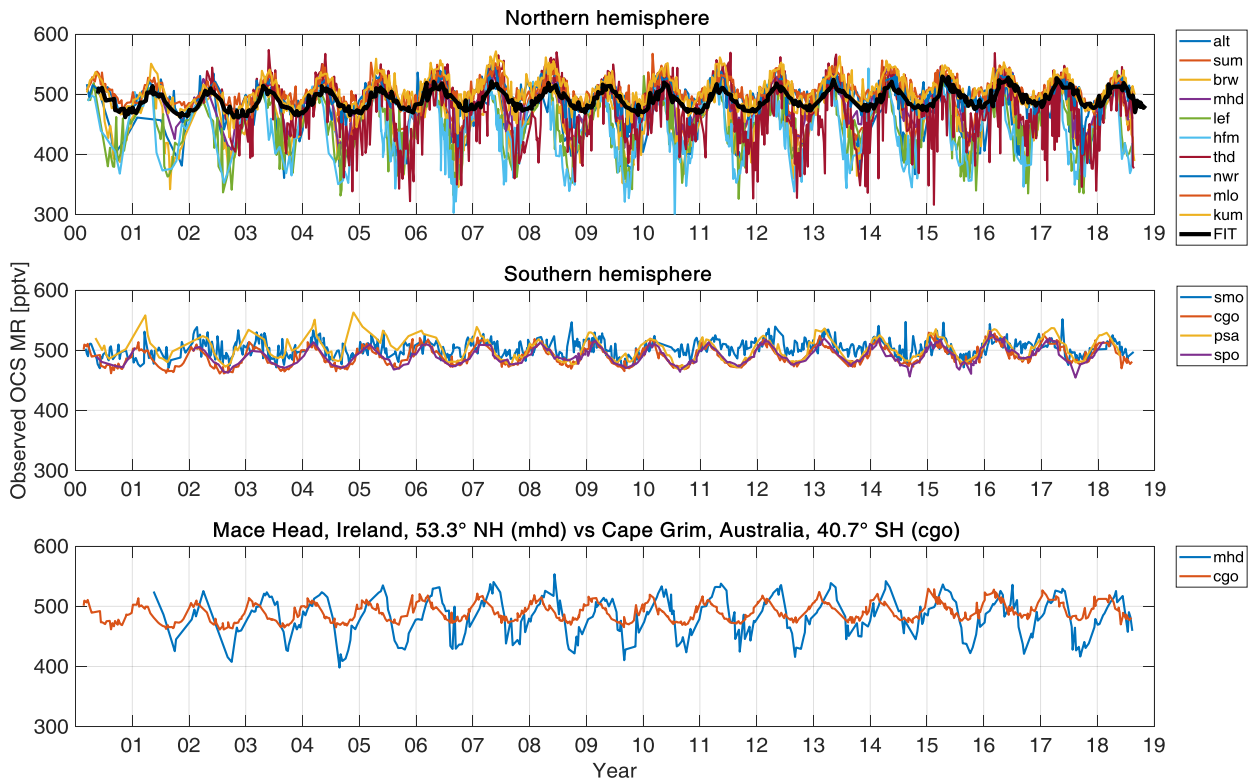 Northern hemisphere
600
500
400
300
00 01 02 03 04 05 06 07 08 09 10 11 12 13 14 15 16 17 18 19
alt
sum
brw
mhd
lef
hfm
thd
nwr
mlo
kum
FIT
Observed OCS MR [pptv]
Southern hemisphere
600
500
400
300
00 01 02 03 04 05 06 07 08 09 10 11 12 13 14 15 16 17 18 19
smo
cgo
psa
spo
Mace Head, Ireland, 53.3° NH (mhd) vs Cape Grim, Australia, 40.7° SH (cgo)
600
500
400
300
01 02 03 04 05 06 07 08 09 10 11 12 13 14 15 16 17 18 19
mhd
cgo
Year